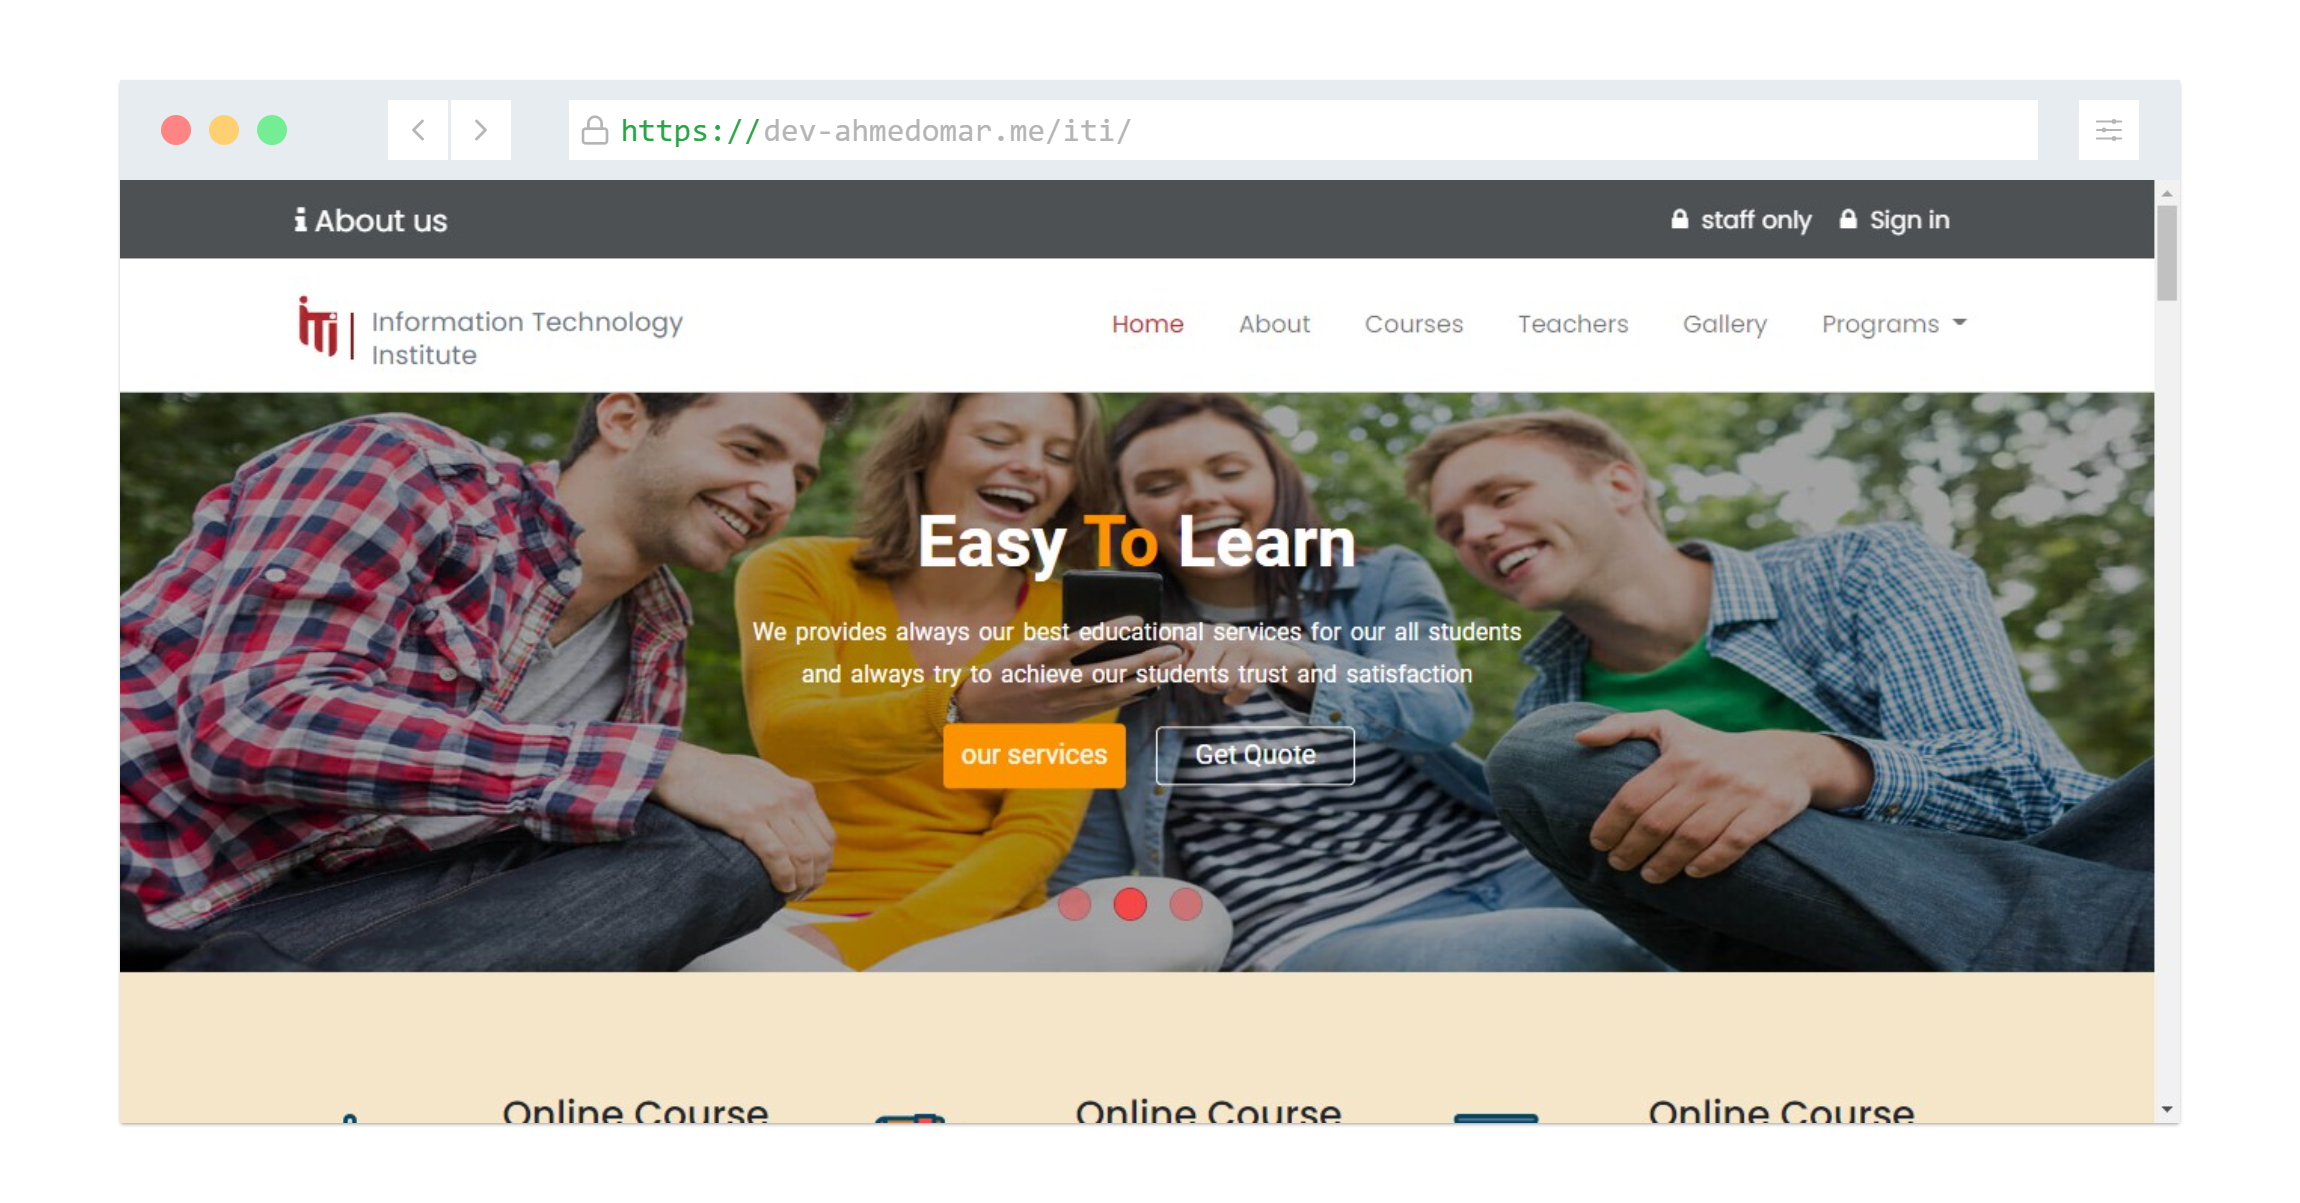 https://dev-ahmedomar.me/iti/
About us
staff only Sign in
iTi
Information Technology
Institute
Home About Courses Teachers Gallery Programs
Easy To Learn
We provides always our best educational services for our all students
and always try to achieve our students trust and satisfaction
our services Get Quote
Online Course Online Course Online Course